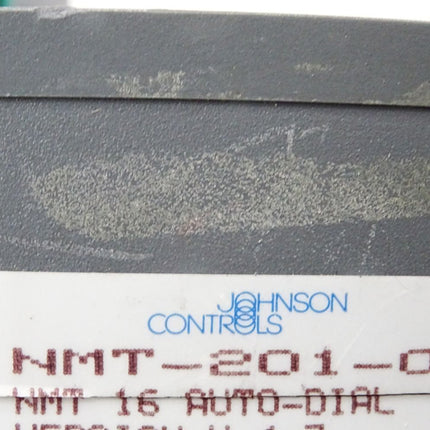 JOHNSON
CONTROLS
NMT-201-0
NMT 16 AUTO-DIAL